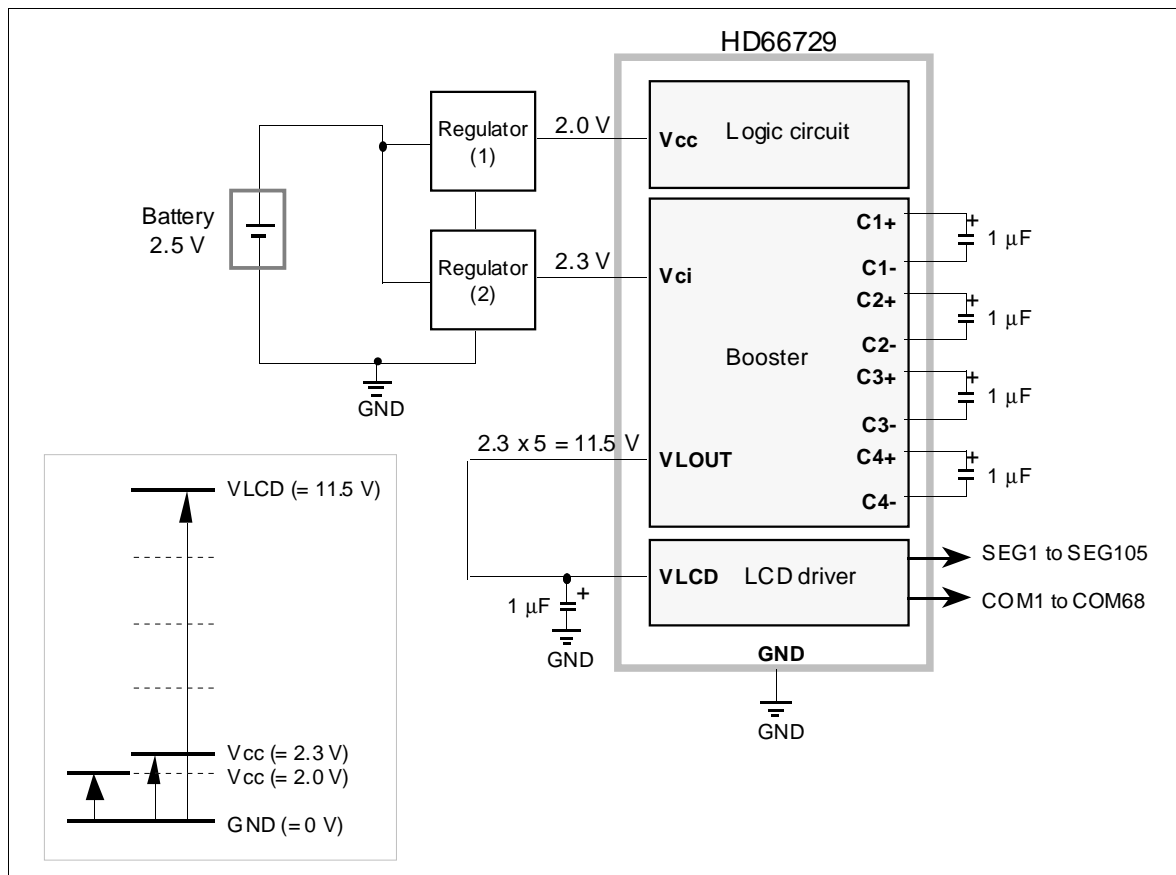 HD66729
Regulator
(1)
2.0 V
Vcc
Logic circuit
Battery
2.5 V
Regulator
(2)
2.3 V
Vci
Booster
C1+
+
1 µF
C1-
C2+
+
1 µF
C2-
C3+
+
1 µF
C3-
C4+
+
1 µF
C4-
GND
2.3 x 5 = 11.5 V
VLOUT
VLCD
LCD driver
SEG1 to SEG105
COM1 to COM68
1 µF
+
GND
GND
GND
VLCD (= 11.5 V)
Vcc (= 2.3 V)
Vcc (= 2.0 V)
GND (= 0 V)